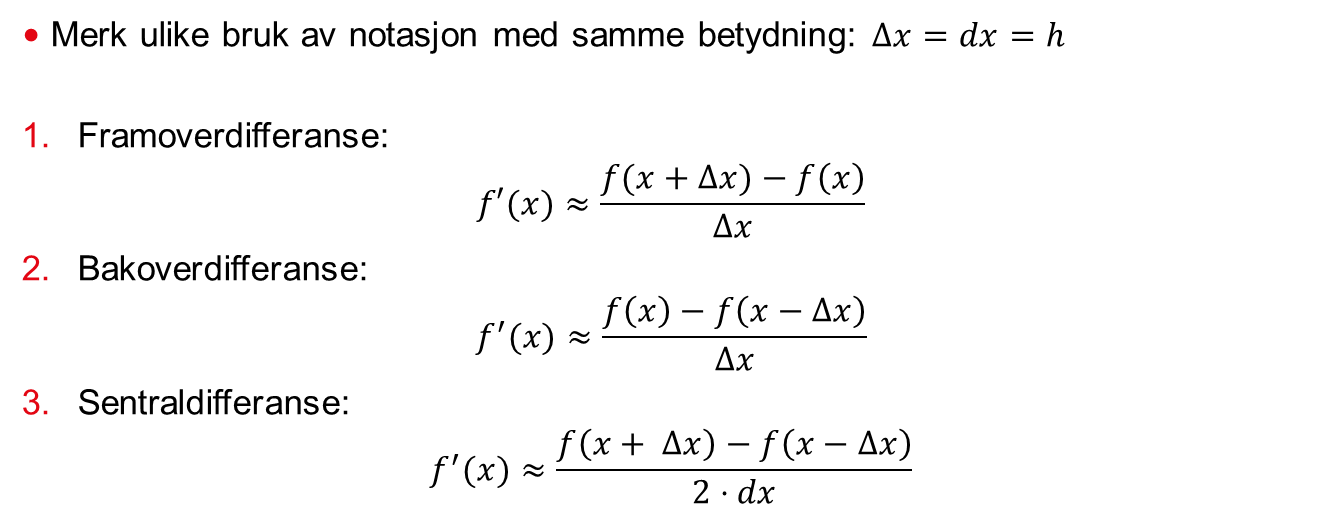 • Merk ulike bruk av notasjon med samme betydning: Δx = dx = h
1. Framoverdifferanse:
f′(x) ≈ (f(x + Δx) − f(x)) / Δx
2. Bakoverdifferanse:
f′(x) ≈ (f(x) − f(x − Δx)) / Δx
3. Sentraldifferanse:
f′(x) ≈ (f(x + Δx) − f(x − Δx)) / (2 · dx)